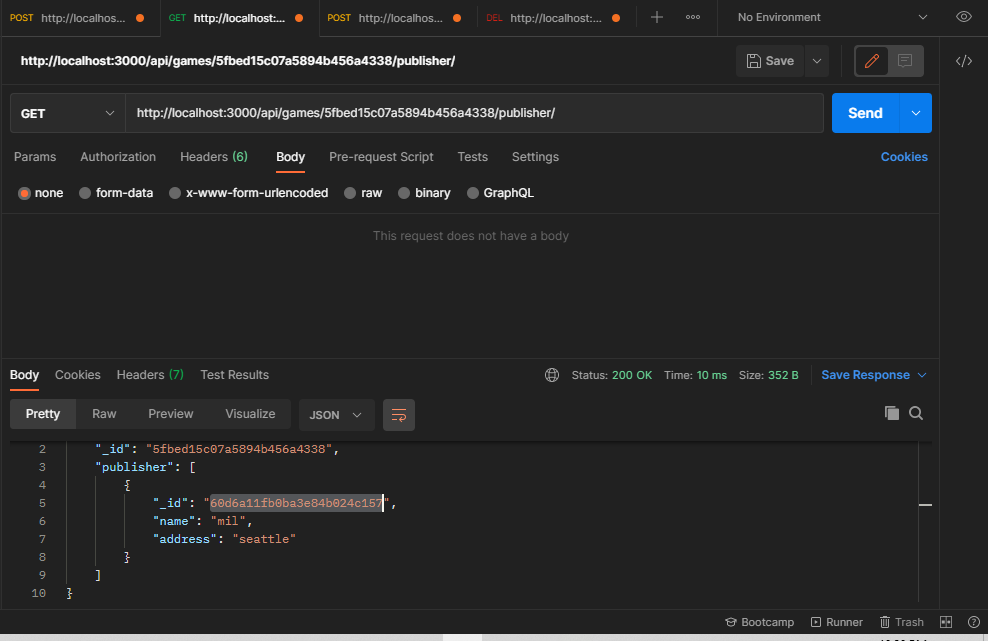 POST http://localhos... GET http://localhost:... POST http://localhos... DEL http://localhost:... No Environment
http://localhost:3000/api/games/5fbed15c07a5894b456a4338/publisher/ Save
GET http://localhost:3000/api/games/5fbed15c07a5894b456a4338/publisher/ Send
Params Authorization Headers (6) Body Pre-request Script Tests Settings Cookies
none form-data x-www-form-urlencoded raw binary GraphQL
This request does not have a body
Body Cookies Headers (7) Test Results Status: 200 OK Time: 10 ms Size: 352 B Save Response
Pretty Raw Preview Visualize JSON
2 "_id": "5fbed15c07a5894b456a4338",
3 "publisher": [
4 {
5 "_id": "60d6a11fb0ba3e84b024c157",
6 "name": "mil",
7 "address": "seattle"
8 }
9 ]
10 }
Bootcamp Runner Trash